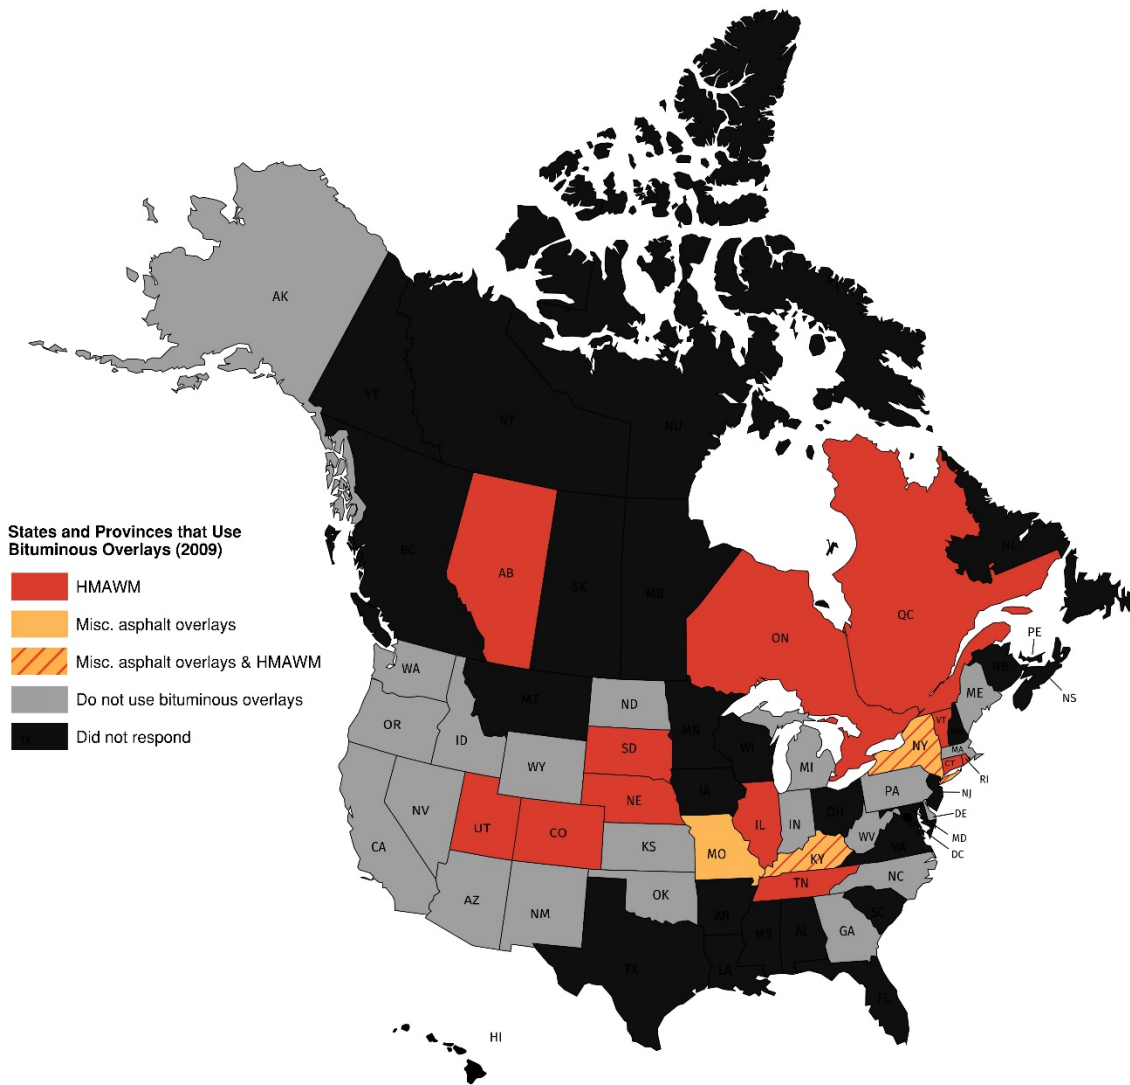 AK
YT
NT
NU
BC
AB
SK
MB
ON
QC
NL
PE
NB
NS
States and Provinces that Use
Bituminous Overlays (2009)
HMAWM
Misc. asphalt overlays
Misc. asphalt overlays & HMAWM
Do not use bituminous overlays
Did not respond
WA
MT
ND
MN
ME
OR
ID
SD
WI
MI
NY
VT
NH
MA
CT
RI
WY
NE
IA
PA
NJ
NV
UT
CO
IL
IN
OH
DE
MD
DC
CA
KS
MO
KY
WV
VA
AZ
NM
OK
AR
TN
NC
TX
LA
MS
AL
GA
SC
FL
HI